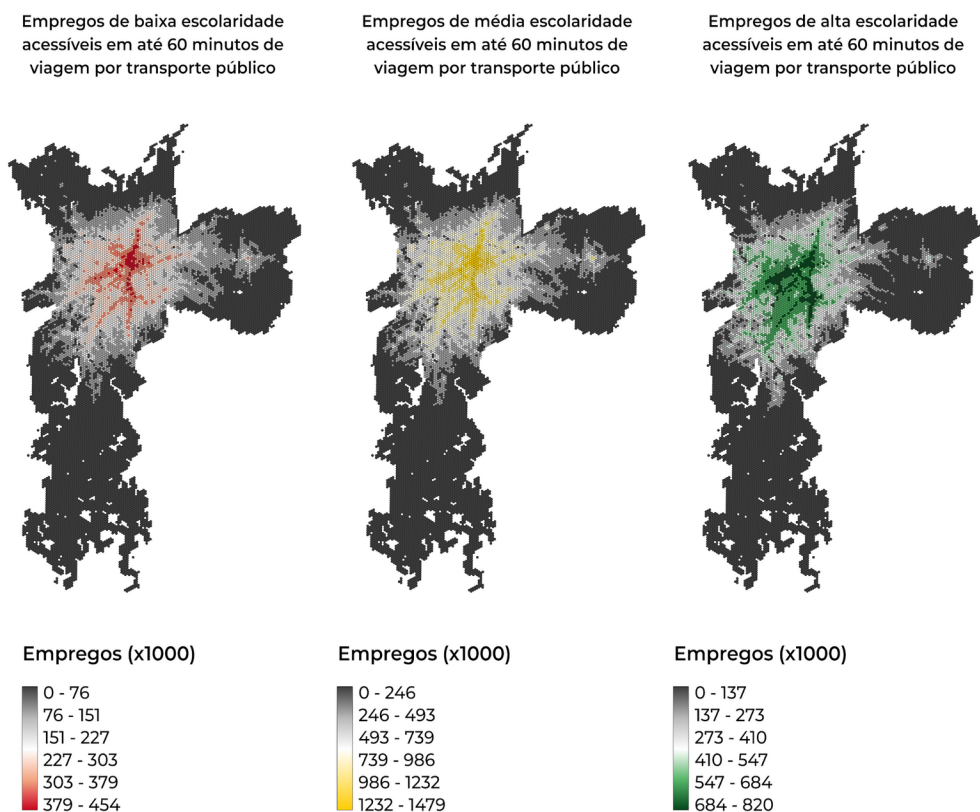 Empregos de baixa escolaridade
acessíveis em até 60 minutos de
viagem por transporte público
Empregos de média escolaridade
acessíveis em até 60 minutos de
viagem por transporte público
Empregos de alta escolaridade
acessíveis em até 60 minutos de
viagem por transporte público
Empregos (x1000)
0 - 76
76 - 151
151 - 227
227 - 303
303 - 379
379 - 454
Empregos (x1000)
0 - 246
246 - 493
493 - 739
739 - 986
986 - 1232
1232 - 1479
Empregos (x1000)
0 - 137
137 - 273
273 - 410
410 - 547
547 - 684
684 - 820